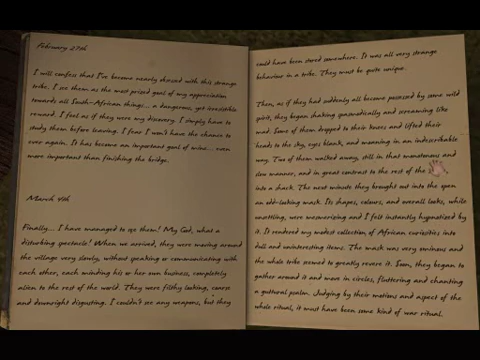 February 27th
I will confess that I've become nearly obsessed with this strange
tribe. I see them as the most prized goal of my appreciation
towards all South-African things... a dangerous, yet irresistible
reward. I feel as if they were my discovery. I simply have to
study them before leaving. I fear I won't have the chance to
ever again. It has become an important goal of mine... even
more important than finishing the bridge.
March 4th
Finally... I have managed to see them! My God, what a
disturbing spectacle! When we arrived, they were moving around
the village very slowly, without speaking or communicating with
each other, each minding his or her own business, completely
alien to the rest of the world. They were filthy looking, coarse
and downright disgusting. I couldn't see any weapons, but they
could have been stored somewhere. It was all very strange
behaviour in a tribe. They must be quite unique.
Then, as if they had suddenly all become possessed by some wild
spirit, they began shaking spasmodically and screaming like
mad. Some of them dropped to their knees and lifted their
heads to the sky, eyes blank, and moaning in an indescribable
way. Two of them walked away, still in that monotonous and
slow manner, and in great contrast to the rest of the
into a shack. The next minute they brought out into the open
an odd-looking mask. Its shapes, colours, and overall looks, while
unsettling, were mesmerizing and I felt instantly hypnotized by
it. It rendered my modest collection of African curiosities into
dull and uninteresting items. The mask was very ominous and
the whole tribe seemed to greatly revere it. Soon, they began to
gather around it and move in circles, fluttering and chanting
a guttural psalm. Judging by their motions and aspect of the
whole ritual, it must have been some kind of war ritual.